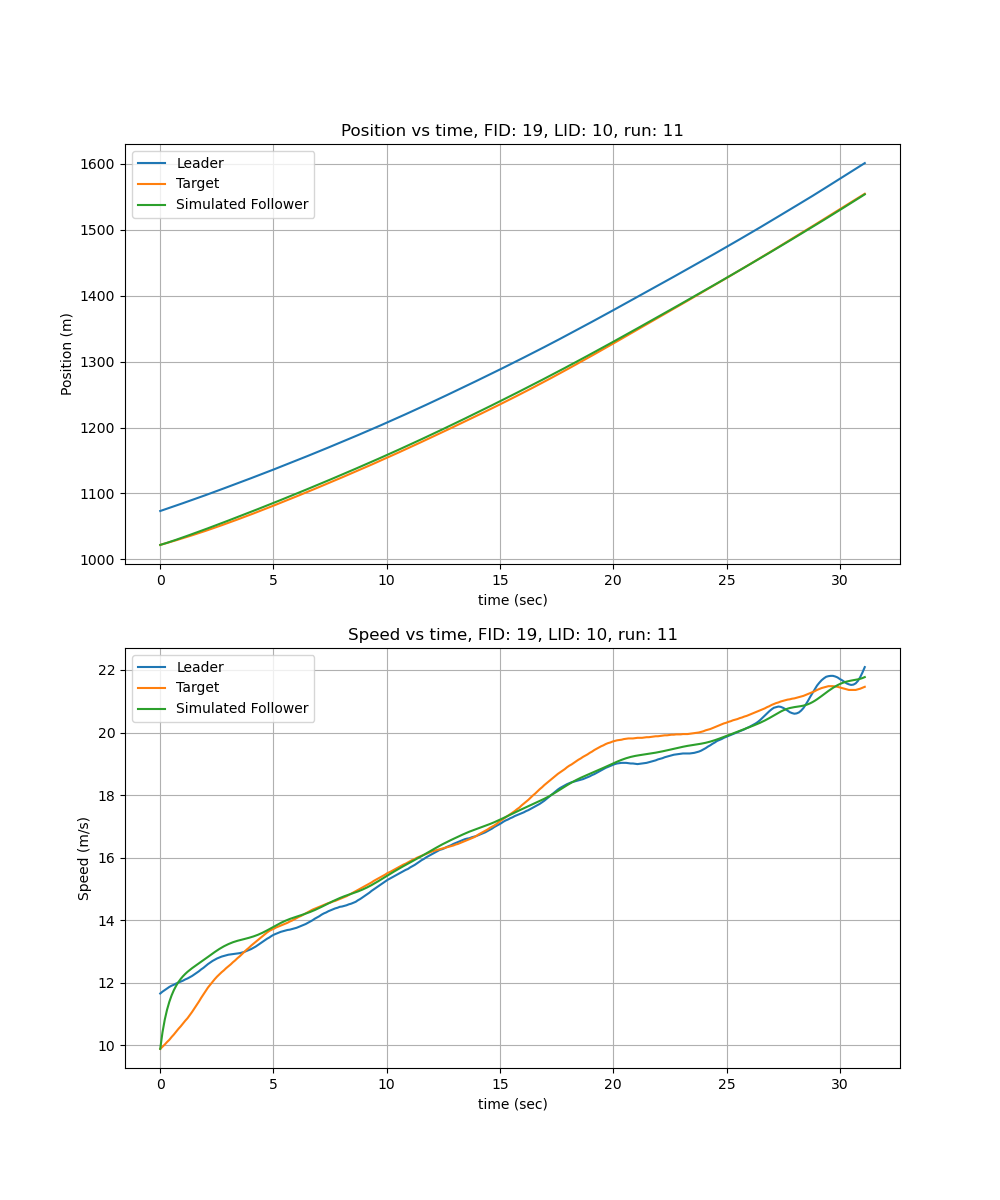 Position vs time, FID: 19, LID: 10, run: 11
Leader
Target
Simulated Follower
Position (m)
1600
1500
1400
1300
1200
1100
1000
0 5 10 15 20 25 30
time (sec)
Speed vs time, FID: 19, LID: 10, run: 11
Leader
Target
Simulated Follower
Speed (m/s)
22
20
18
16
14
12
10
0 5 10 15 20 25 30
time (sec)